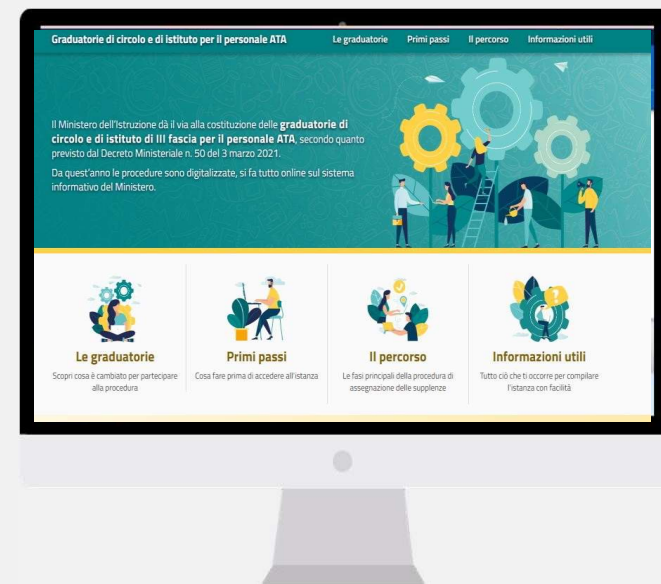 Graduatorie di circolo e di istituto per il personale ATA
Le graduatorie
Primi passi
Il percorso
Informazioni utili
Il Ministero dell'Istruzione dà il via alla costituzione delle graduatorie di
circolo e di istituto di III fascia per il personale ATA, secondo quanto
previsto dal Decreto Ministeriale n. 50 del 3 marzo 2021.
Da quest'anno le procedure sono digitalizzate, si fa tutto online sul sistema
informativo del Ministero.
Le graduatorie
Scopri cosa è cambiato per partecipare
alla procedura
Primi passi
Cosa fare prima di accedere all'istanza
Il percorso
Le fasi principali della procedura di
assegnazione delle supplenze
Informazioni utili
Tutto ciò che ti occorre per compilare
l'istanza con facilità